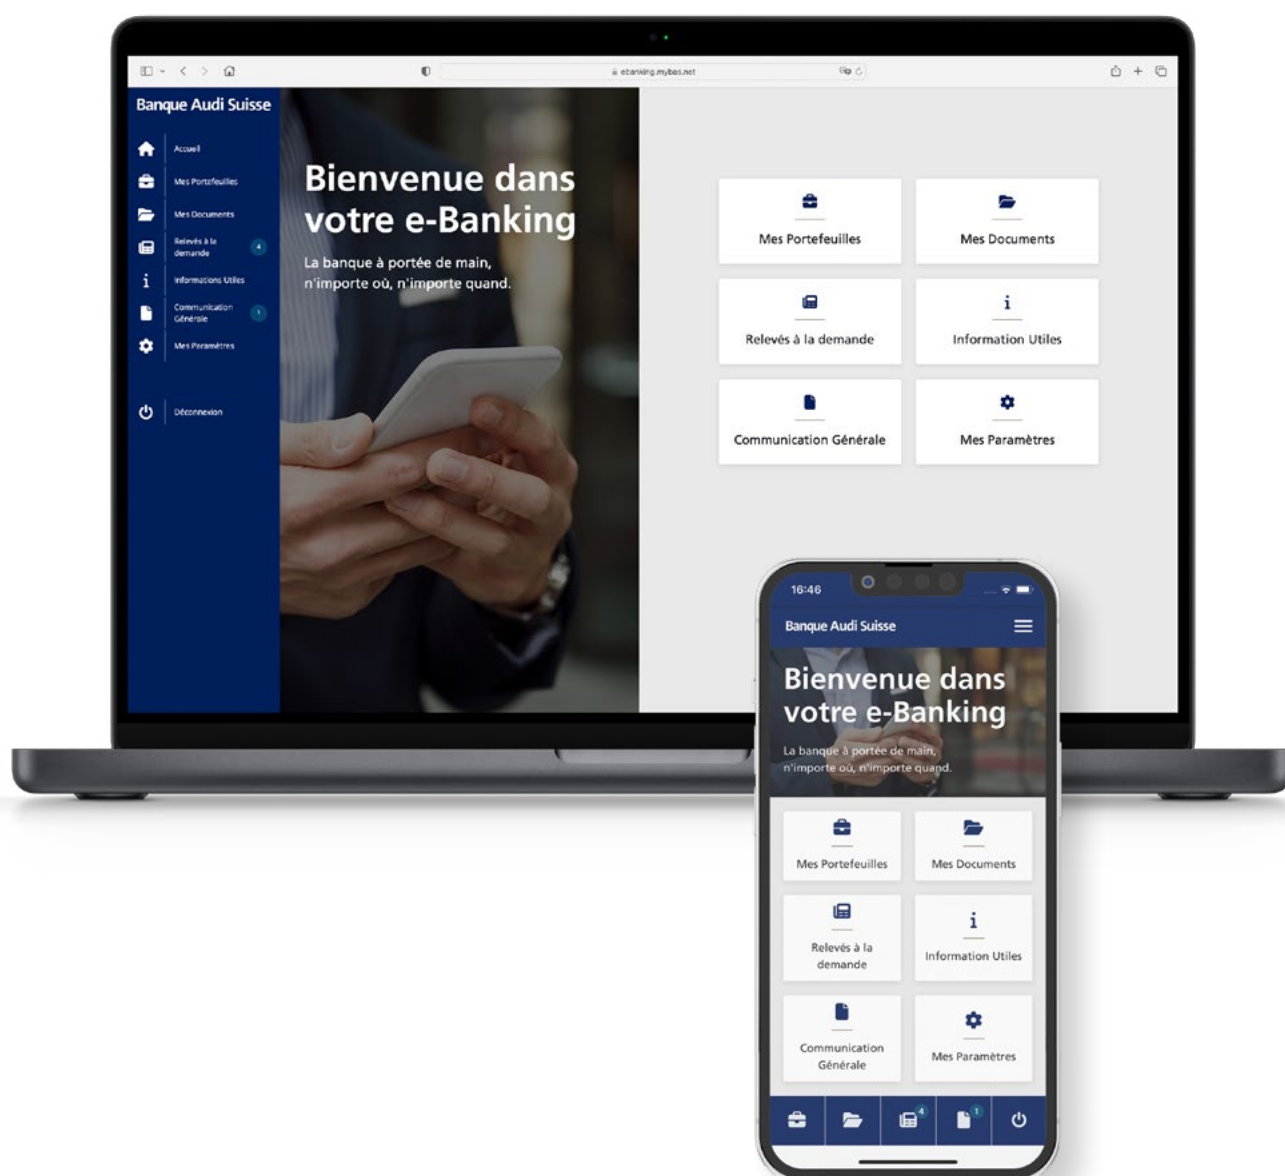 ebanking.mybas.net
Banque Audi Suisse
Accueil
Mes Portefeuilles
Mes Documents
Relevés à la
demande
4
Informations Utiles
Communication
Générale
1
Mes Paramètres
Déconnexion
Bienvenue dans
votre e-Banking
La banque à portée de main,
n'importe où, n'importe quand.
Mes Portefeuilles
Mes Documents
Relevés à la demande
Information Utiles
Communication Générale
Mes Paramètres
16:46
Banque Audi Suisse
Bienvenue dans
votre e-Banking
La banque à portée de main,
n'importe où, n'importe quand.
Mes Portefeuilles
Mes Documents
Relevés à la
demande
Information Utiles
Communication
Générale
Mes Paramètres
4
1